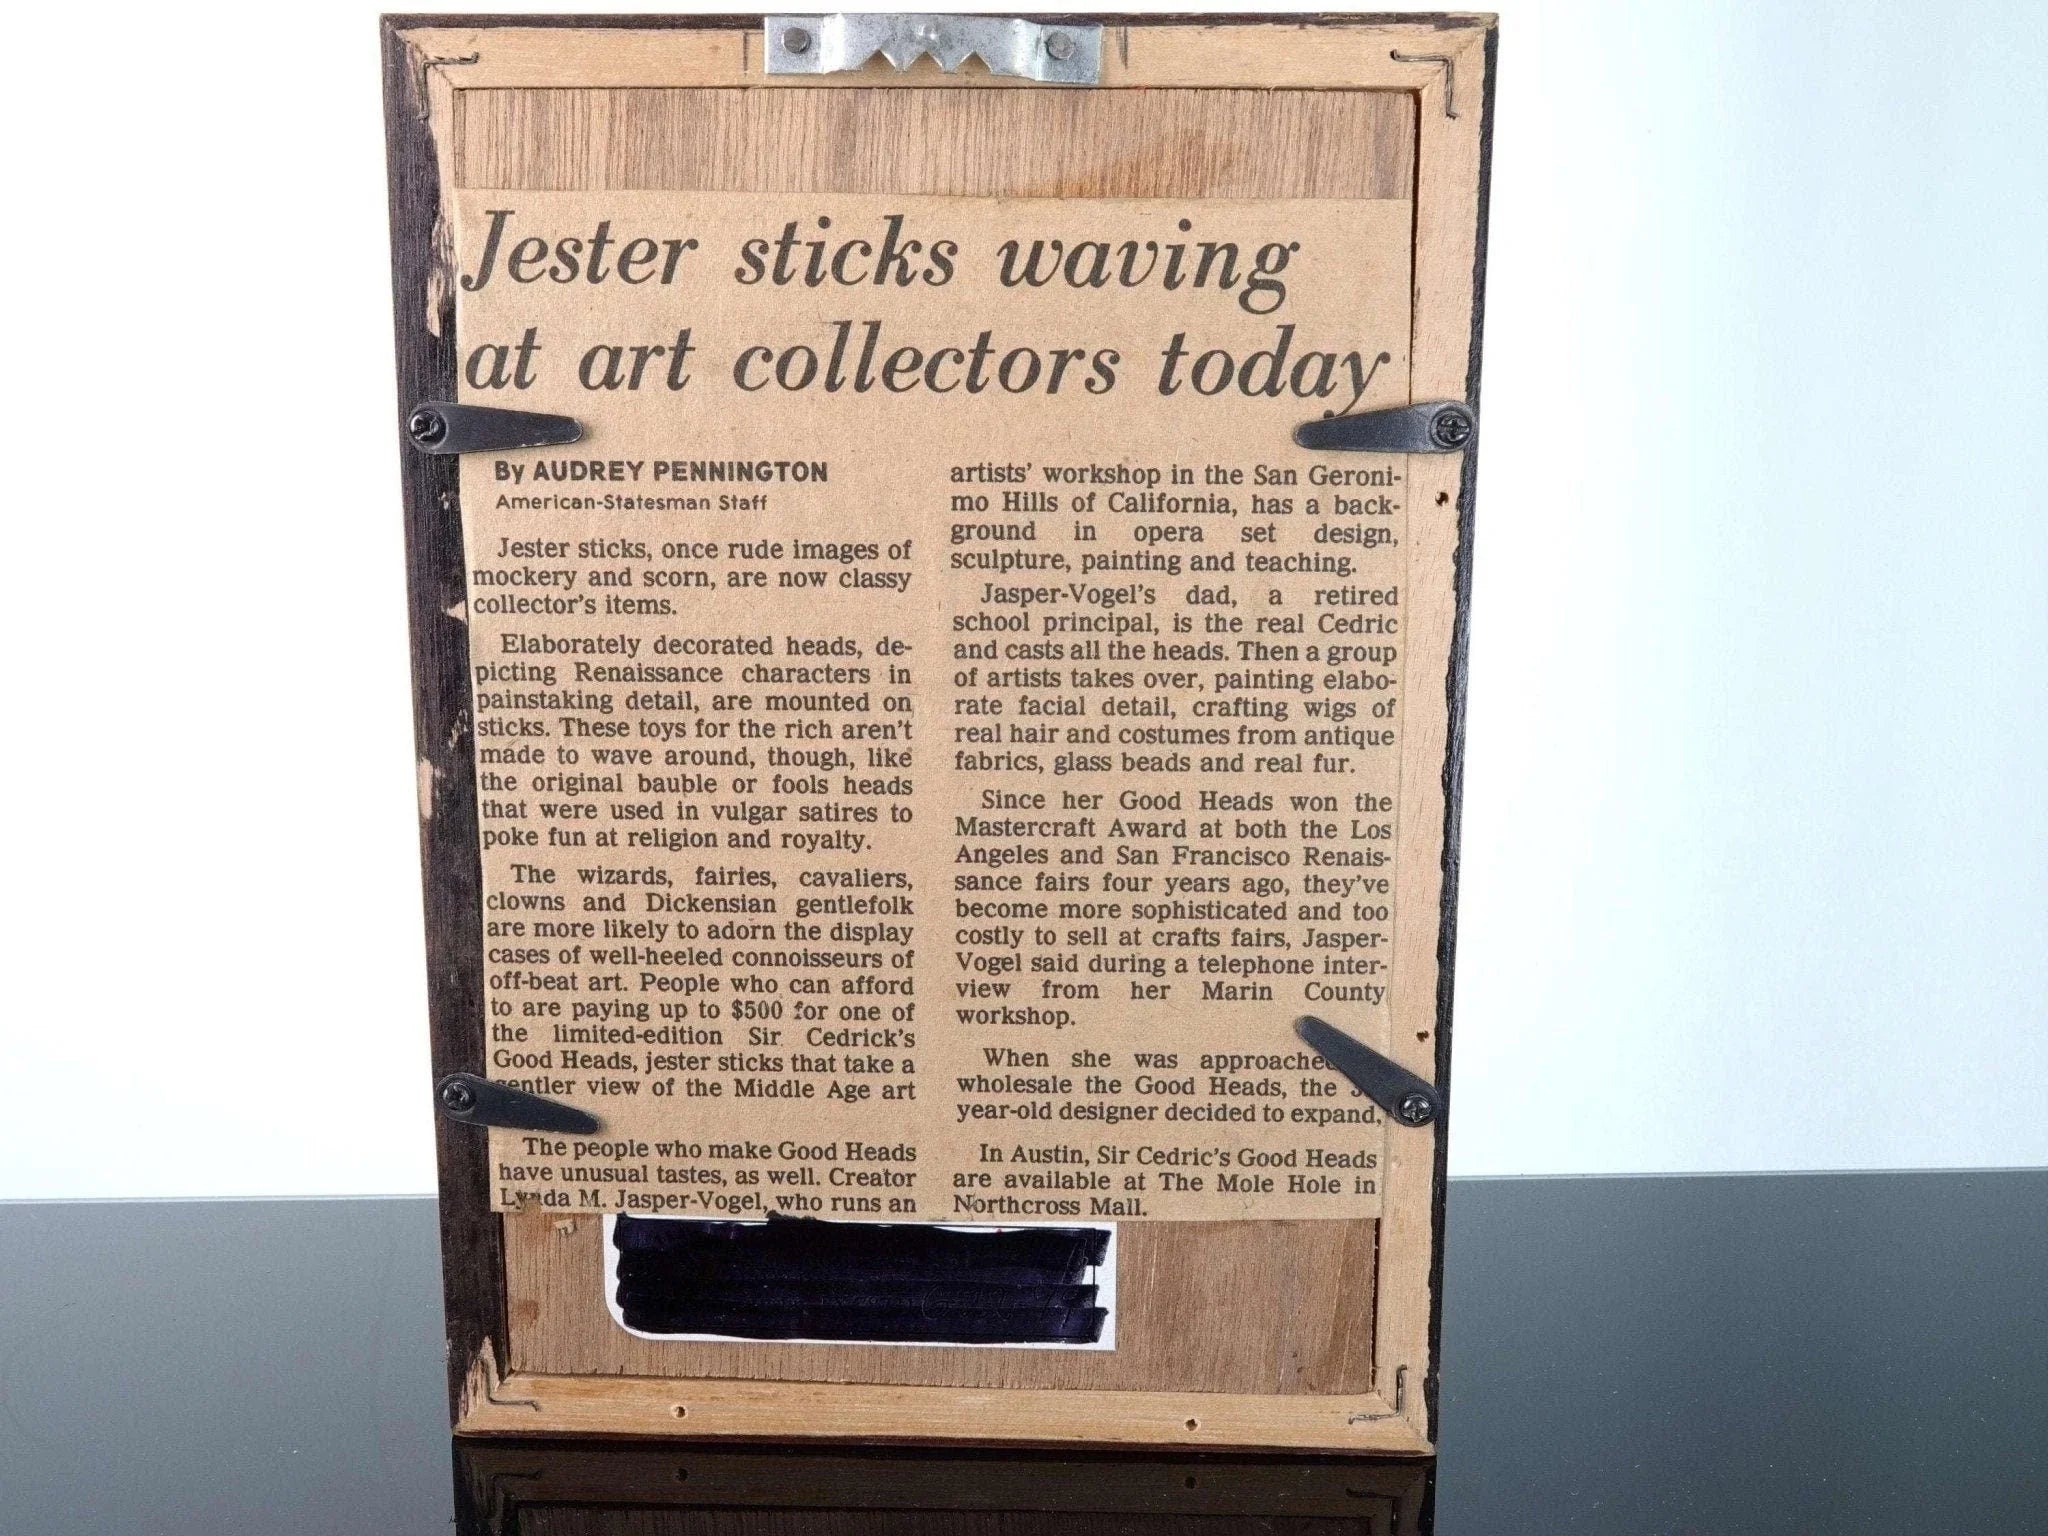 Jester sticks waving
at art collectors today
By AUDREY PENNINGTON
American-Statesman Staff
Jester sticks, once rude images of
mockery and scorn, are now classy
collector's items.
Elaborately decorated heads, de-
picting Renaissance characters in
painstaking detail, are mounted on
sticks. These toys for the rich aren't
made to wave around, though, like
the original bauble or fools heads
that were used in vulgar satires to
poke fun at religion and royalty.
The wizards, fairies, cavaliers,
clowns and Dickensian gentlefolk
are more likely to adorn the display
cases of well-heeled connoisseurs of
off-beat art. People who can afford
to are paying up to $500 for one of
the limited-edition Sir Cedrick's
Good Heads, jester sticks that take a
gentler view of the Middle Age art
The people who make Good Heads
have unusual tastes, as well. Creator
M. Jasper-Vogel, who runs an
artists' workshop in the San Geroni-
mo Hills of California, has a back-
ground in opera set design,
sculpture, painting and teaching.
Jasper-Vogel's dad, a retired
school principal, is the real Cedric
and casts all the heads. Then a group
of artists takes over, painting elabo-
rate facial detail, crafting wigs of
real hair and costumes from antique
fabrics, glass beads and real fur.
Since her Good Heads won the
Mastercraft Award at both the Los
Angeles and San Francisco Renais-
sance fairs four years ago, they've
become more sophisticated and too
costly to sell at crafts fairs, Jasper-
Vogel said during a telephone inter-
view from her Marin County
workshop.
When she was approached
wholesale the Good Heads, the
year-old designer decided to expand,
In Austin, Sir Cedric's Good Heads
are available at The Mole Hole in
Northcross Mall.